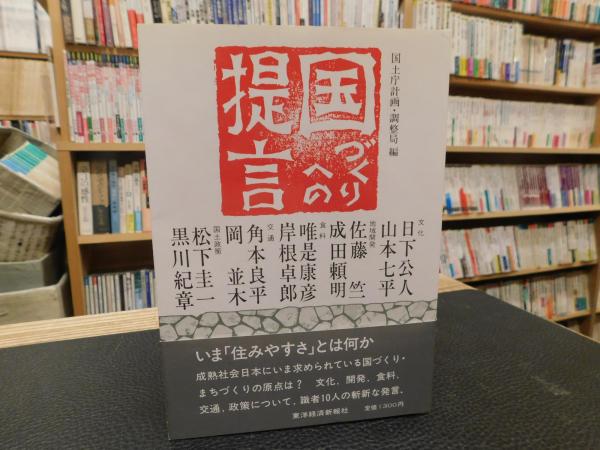 国づくりへの
提言
国土庁計画・調整局 編
文化
日下公人
山本七平
地域開発
佐藤 竺
成田頼明
食料
唯是康彦
岸根卓郎
交通
角本良平
岡 並木
国土政策
松下圭一
黒川紀章
いま「住みやすさ」とは何か
成熟社会日本にいま求められている国づくり・
まちづくりの原点は? 文化、開発、食料、
交通、政策について、識者10人の斬新な発言。
東洋経済新報社
定価1300円